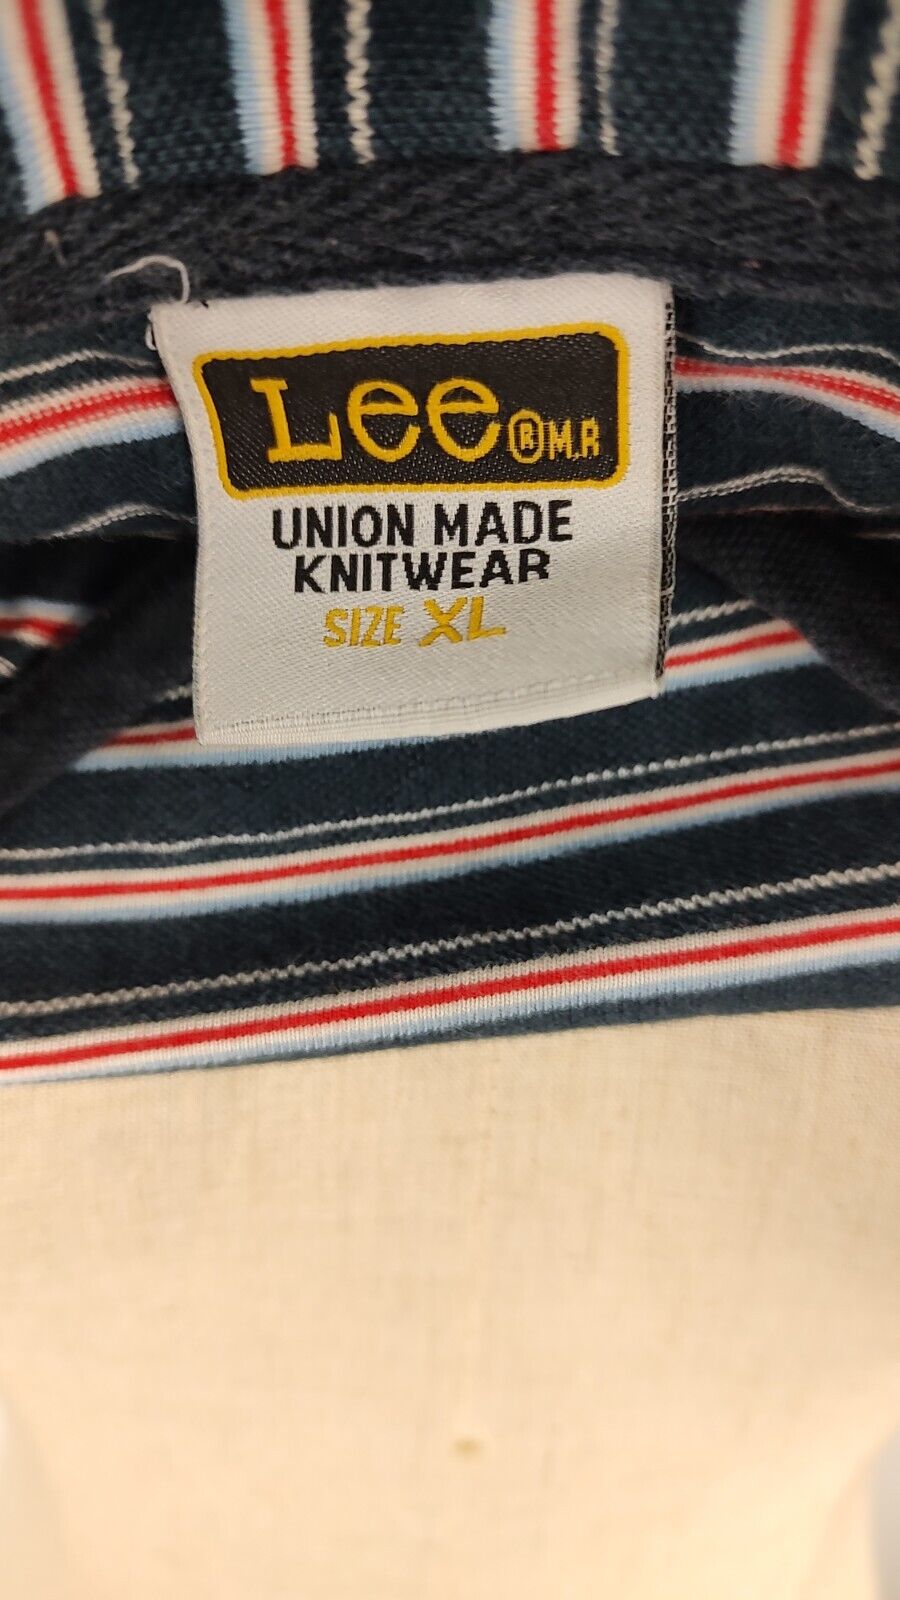 Lee ® M.R
UNION MADE
KNITWEAR
SIZE XL